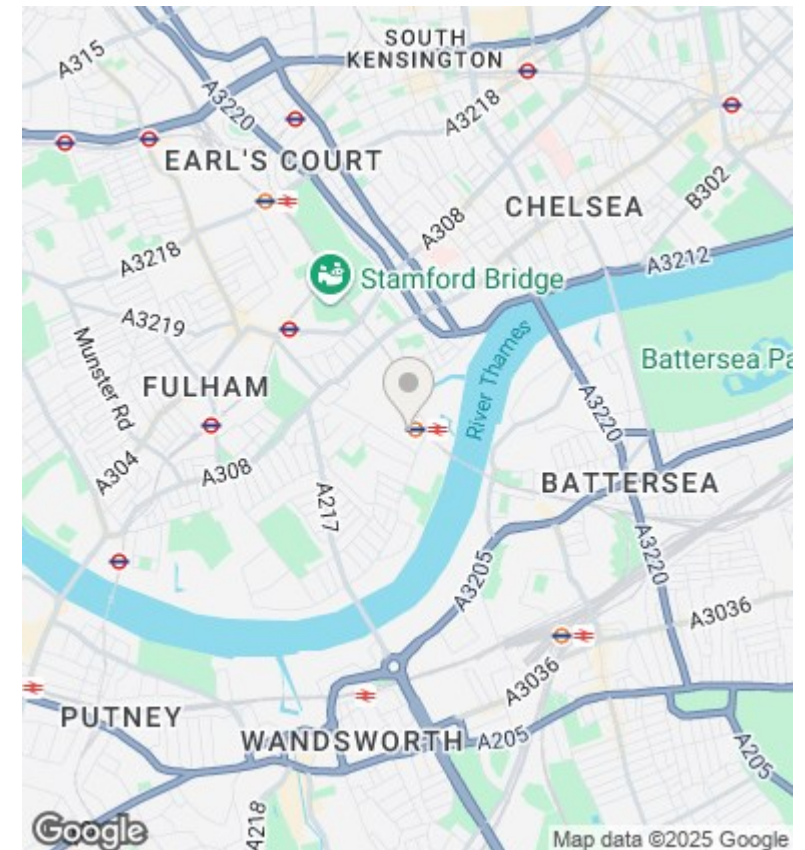 SOUTH
KENSINGTON
A315
A3220
A3218
EARL'S COURT
CHELSEA
B302
A308
A3218
A3212
Stamford Bridge
A3219
River Thames
Battersea Pa
Munster Rd
FULHAM
A3220
A304
A308
A217
BATTERSEA
A3205
A3220
A3036
A3036
PUTNEY
WANDSWORTH
A205
A205
A218
Google
Map data ©2025 Google